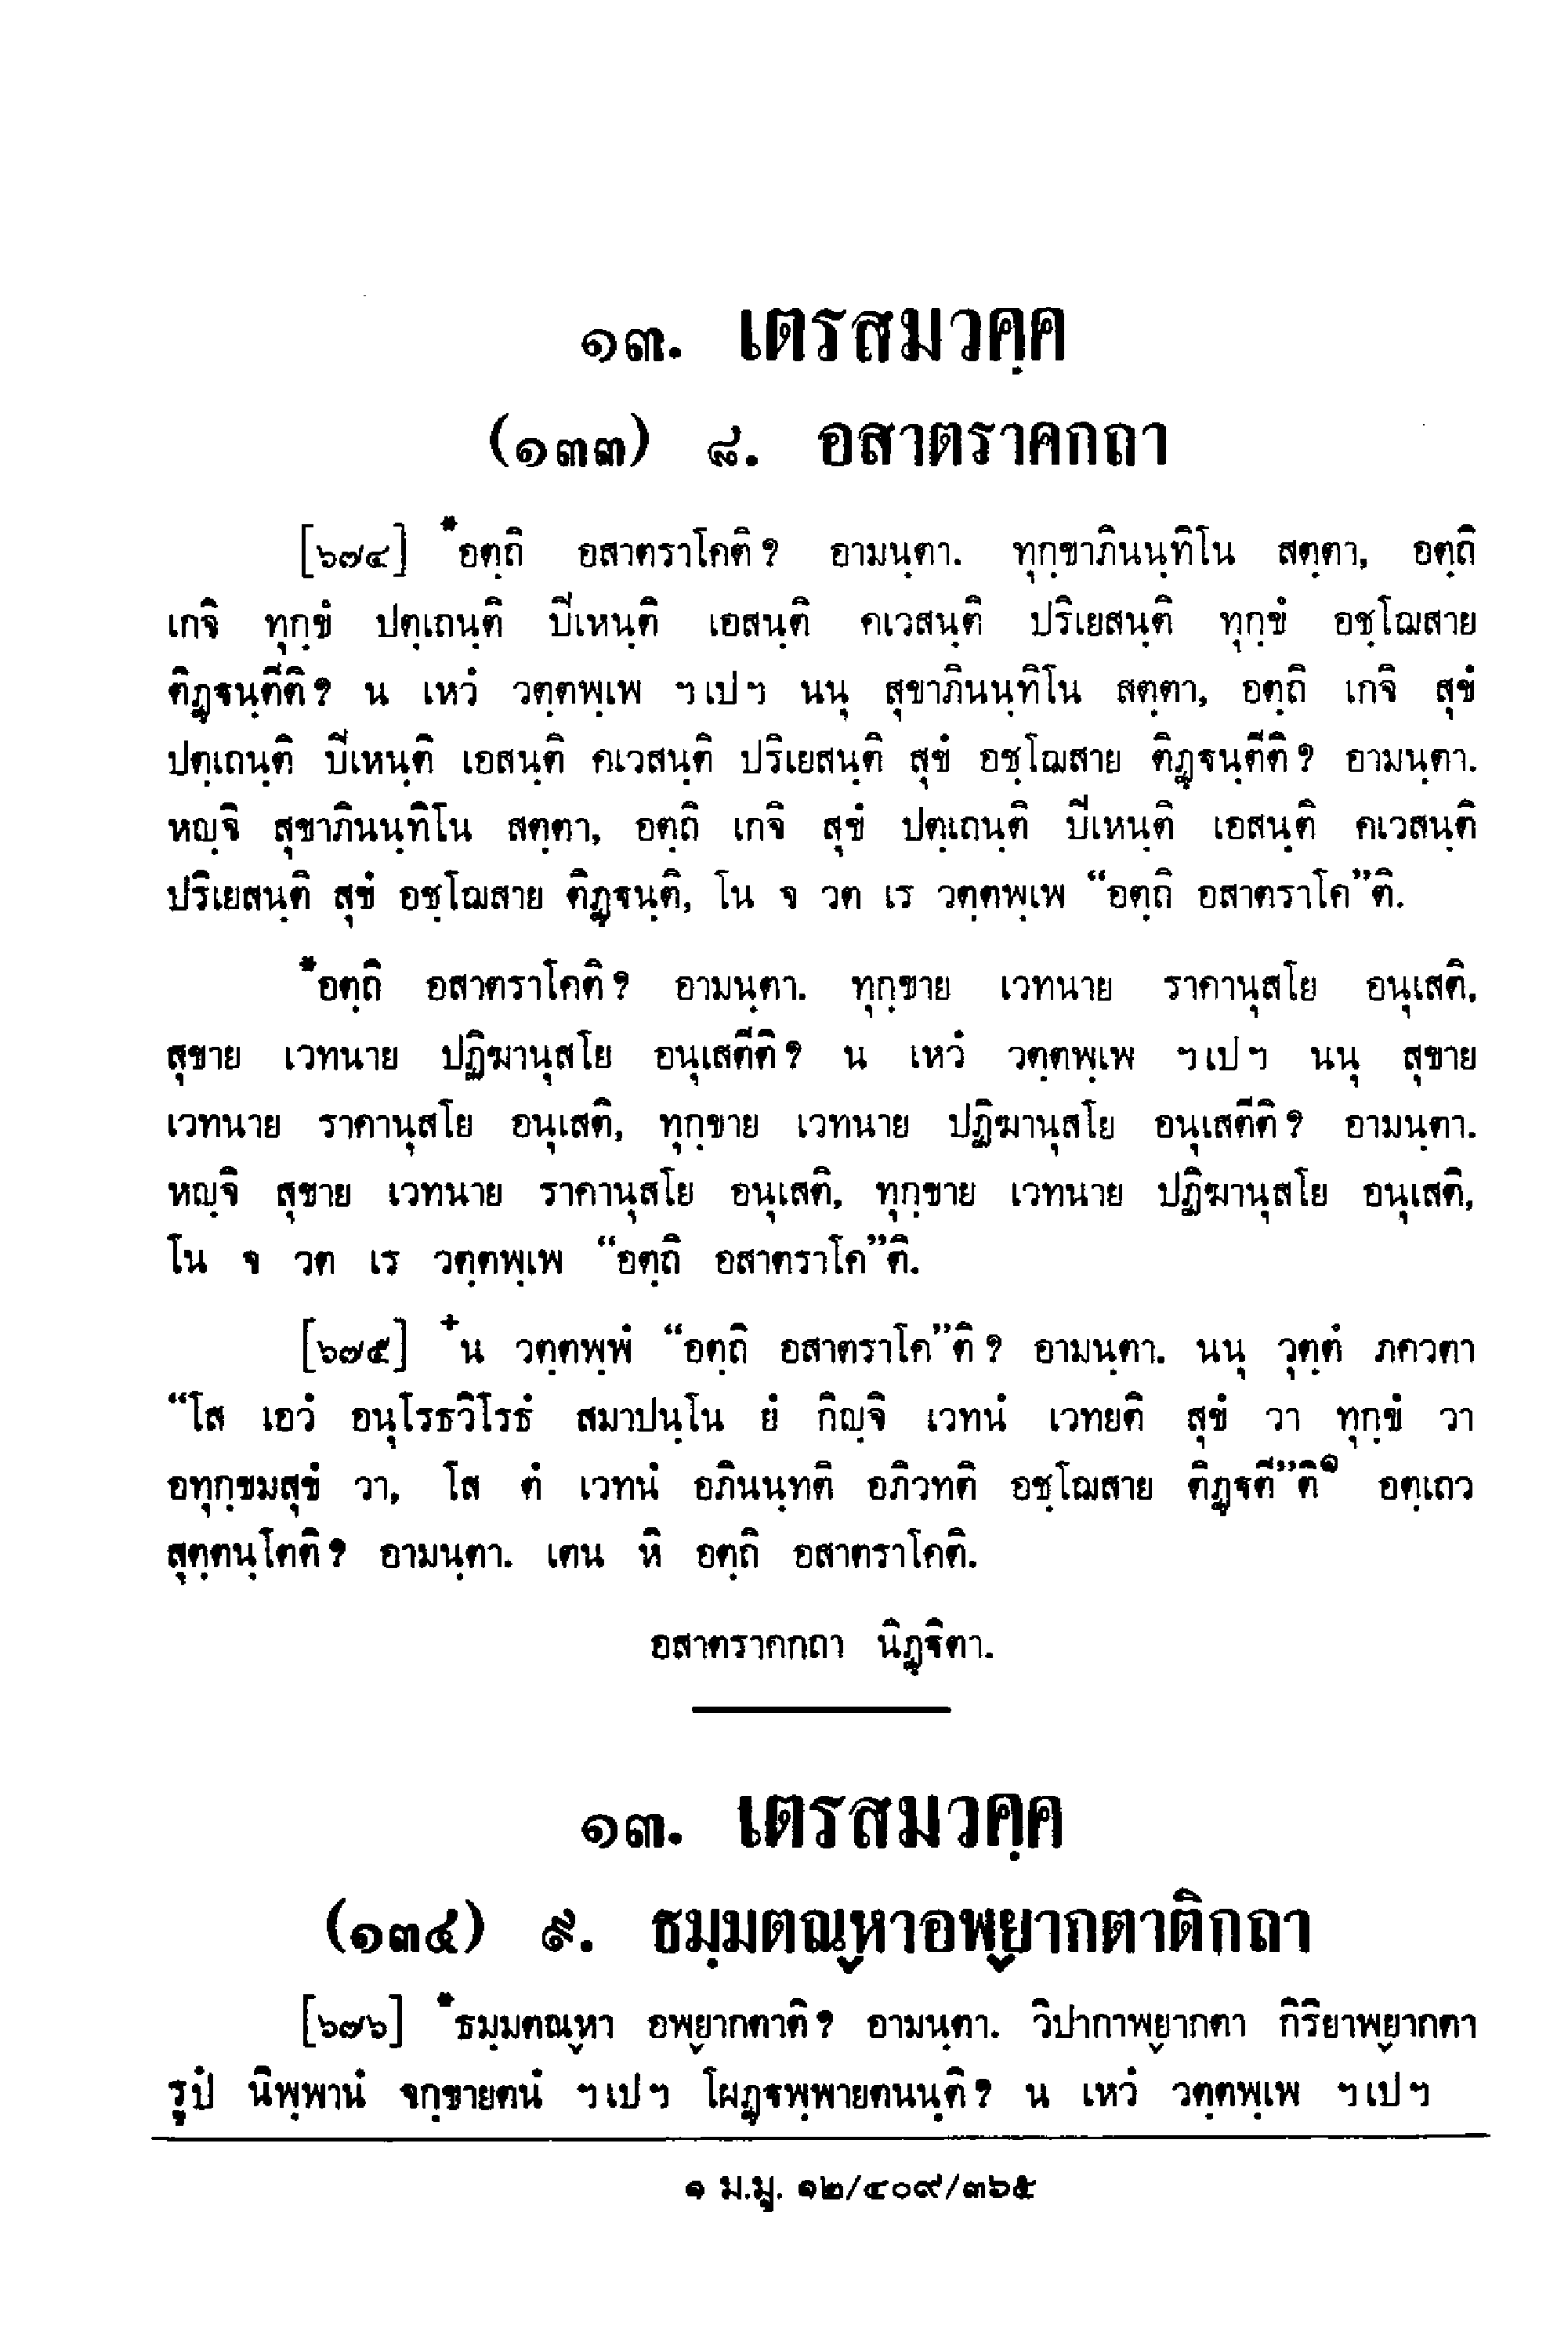 ๑๓. เตรสมวคฺค
(๑๓๓) ๘. อสาตราคกถา
[๖๗๔] *อตฺถิ อสาตราโคติ? อามนฺตา. ทุกฺขาภินนฺทิโน สตฺตา, อตฺถิ
เกจิ ทุกฺขํ ปตฺเถนฺติ ปิเหนฺติ เอสนฺติ คเวสนฺติ ปริเยสนฺติ ทุกฺขํ อชฺโฌสาย
ติฏฺฐนฺตีติ? น เหวํ วตฺตพฺเพ ฯเปฯ นนุ สุขาภินนฺทิโน สตฺตา, อตฺถิ เกจิ สุขํ
ปตฺเถนฺติ ปิเหนฺติ เอสนฺติ คเวสนฺติ ปริเยสนฺติ สุขํ อชฺโฌสาย ติฏฺฐนฺตีติ? อามนฺตา.
หญฺจิ สุขาภินนฺทิโน สตฺตา, อตฺถิ เกจิ สุขํ ปตฺเถนฺติ ปิเหนฺติ เอสนฺติ คเวสนฺติ
ปริเยสนฺติ สุขํ อชฺโฌสาย ติฏฺฐนฺติ, โน จ วต เร วตฺตพฺเพ “อตฺถิ อสาตราโค”ติ.
*อตฺถิ อสาตราโคติ? อามนฺตา. ทุกฺขาย เวทนาย ราคานุสโย อนุเสติ,
สุขาย เวทนาย ปฏิฆานุสโย อนุเสตีติ? น เหวํ วตฺตพฺเพ ฯเปฯ นนุ สุขาย
เวทนาย ราคานุสโย อนุเสติ, ทุกฺขาย เวทนาย ปฏิฆานุสโย อนุเสตีติ? อามนฺตา.
หญฺจิ สุขาย เวทนาย ราคานุสโย อนุเสติ, ทุกฺขาย เวทนาย ปฏิฆานุสโย อนุเสติ,
โน จ วต เร วตฺตพฺเพ “อตฺถิ อสาตราโค”ติ.
[๖๗๕] +น วตฺตพฺพํ “อตฺถิ อสาตราโค”ติ? อามนฺตา. นนุ วุตฺตํ ภควตา
“โส เอวํ อนุโรธวิโรธํ สมาปนฺโน ยํ กิญฺจิ เวทนํ เวทยติ สุขํ วา ทุกฺขํ วา
อทุกฺขมสุขํ วา, โส ตํ เวทนํ อภินนฺทติ อภิวทติ อชฺโฌสาย ติฏฺฐตี”ติ๑ อตฺเถว
สุตฺตนฺโตติ? อามนฺตา. เตน หิ อตฺถิ อสาตราโคติ.
อสาตราคกถา นิฏฺฐิตา.
๑๓. เตรสมวคฺค
(๑๓๔) ๙. ธมฺมตณฺหาอพฺยากตาติกถา
[๖๗๖] *ธมฺมตณฺหา อพฺยากตาติ? อามนฺตา. วิปากาพฺยากตา กิริยาพฺยากตา
รูปํ นิพฺพานํ จกฺขายตนํ ฯเปฯ โผฏฺฐพฺพายตนนฺติ? น เหวํ วตฺตพฺเพ ฯเปฯ
๑ ม.มู. ๑๒/๔๐๙/๓๖๕